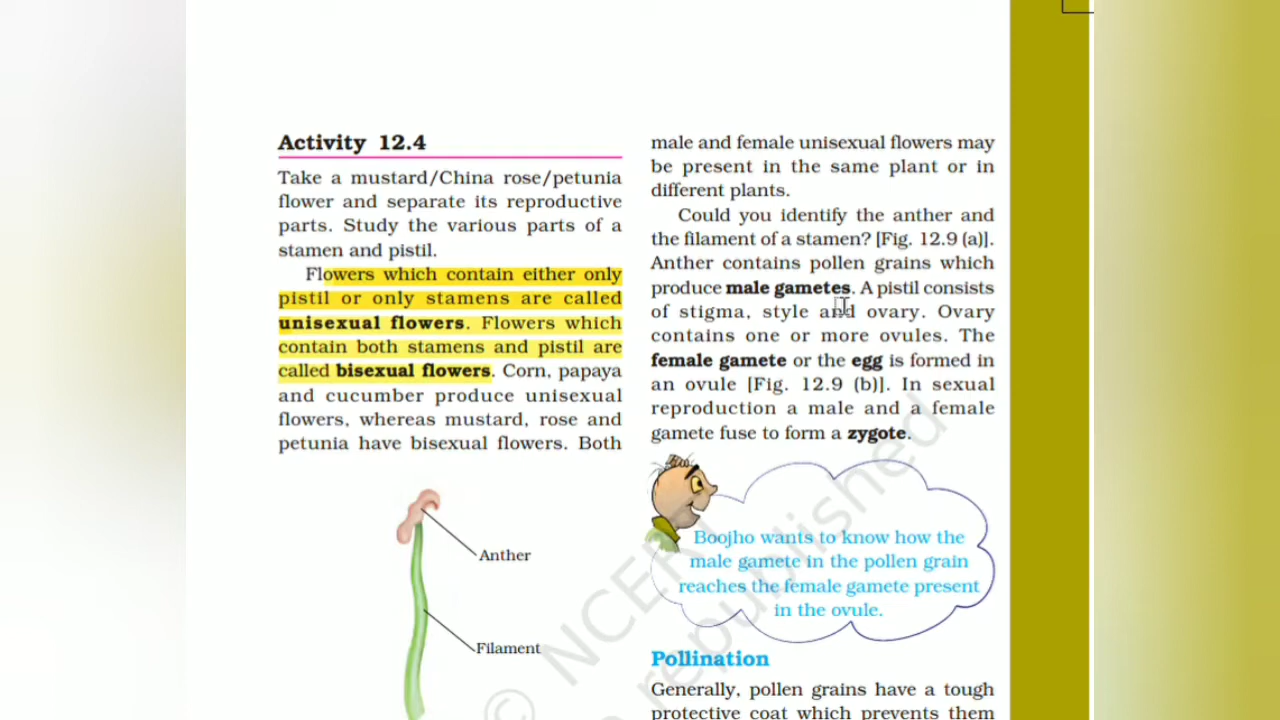 Activity 12.4
Take a mustard/China rose/petunia
flower and separate its reproductive
parts. Study the various parts of a
stamen and pistil.
Flowers which contain either only
pistil or only stamens are called
unisexual flowers. Flowers which
contain both stamens and pistil are
called bisexual flowers. Corn, papaya
and cucumber produce unisexual
flowers, whereas mustard, rose and
petunia have bisexual flowers. Both
Anther
Filament
male and female unisexual flowers may
be present in the same plant or in
different plants.
Could you identify the anther and
the filament of a stamen? [Fig. 12.9 (a)].
Anther contains pollen grains which
produce male gametes. A pistil consists
of stigma, style and ovary. Ovary
contains one or more ovules. The
female gamete or the egg is formed in
an ovule [Fig. 12.9 (b)]. In sexual
reproduction a male and a female
gamete fuse to form a zygote.
Boojho wants to know how the
male gamete in the pollen grain
reaches the female gamete present
in the ovule.
Pollination
Generally, pollen grains have a tough
protective coat which prevents them
© NCERT
republished